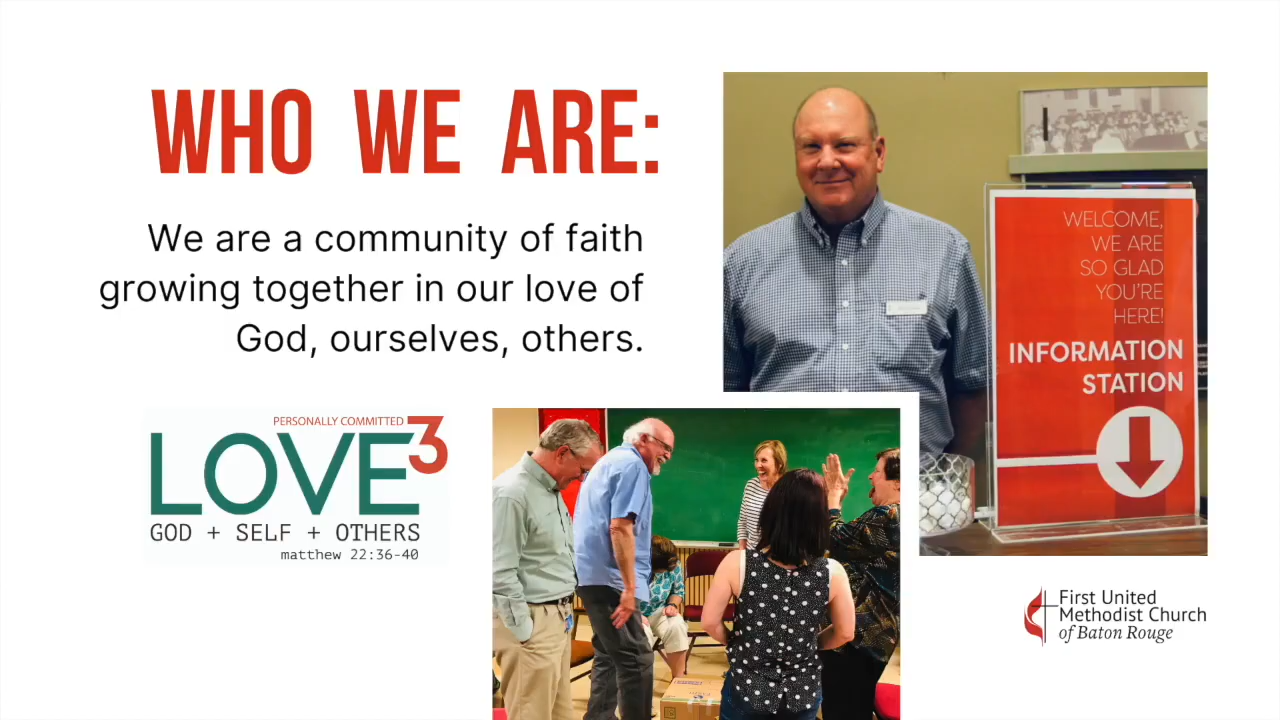 WHO WE ARE:
We are a community of faith
growing together in our love of
God, ourselves, others.
PERSONALLY COMMITTED
LOVE3
GOD + SELF + OTHERS
matthew 22:36-40
WELCOME,
WE ARE
SO GLAD
YOU'RE
HERE!
INFORMATION
STATION
First United
Methodist Church
of Baton Rouge